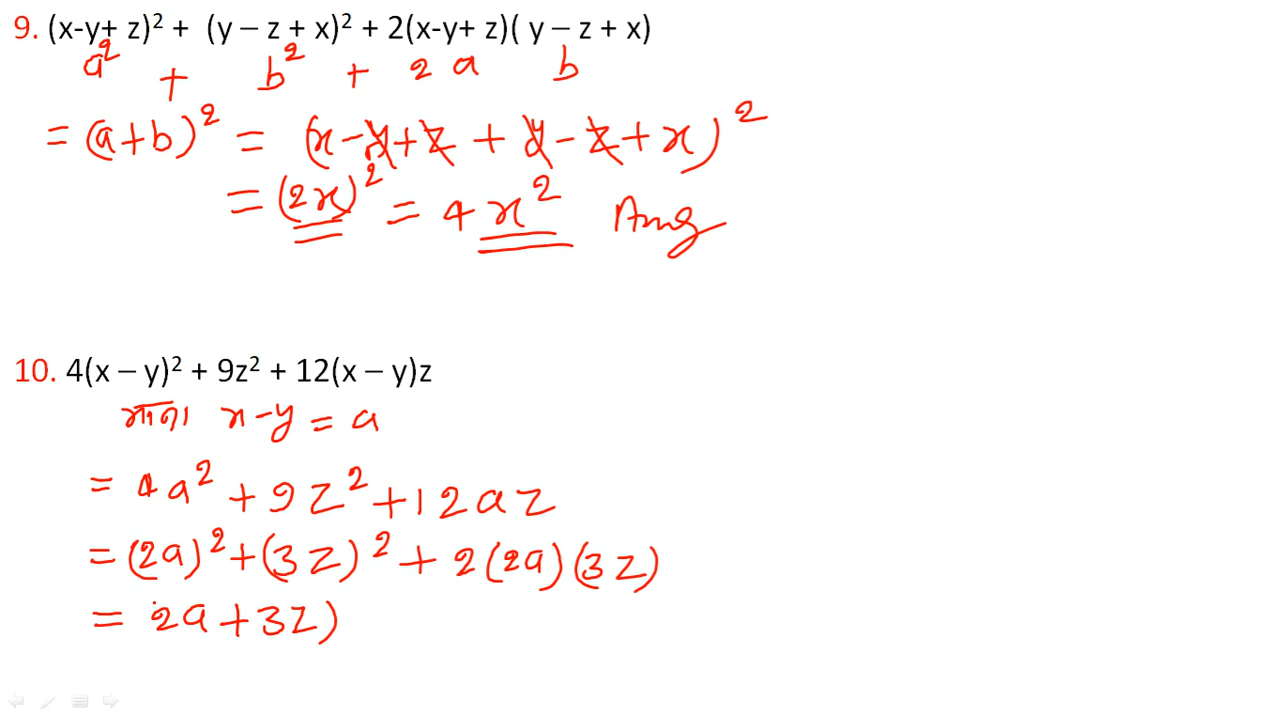 9. (x-y+ z)² + (y – z + x)² + 2(x-y+ z)( y – z + x)
a² + b² + 2 a b
= (a+b)² = (x-y+z + y-z+x)²
= (2x)² = 4x² Ans
10. 4(x – y)² + 9z² + 12(x – y)z
माना x-y = a
= 4a² + 9z² + 12az
= (2a)² + (3z)² + 2(2a)(3z)
= 2a + 3z)